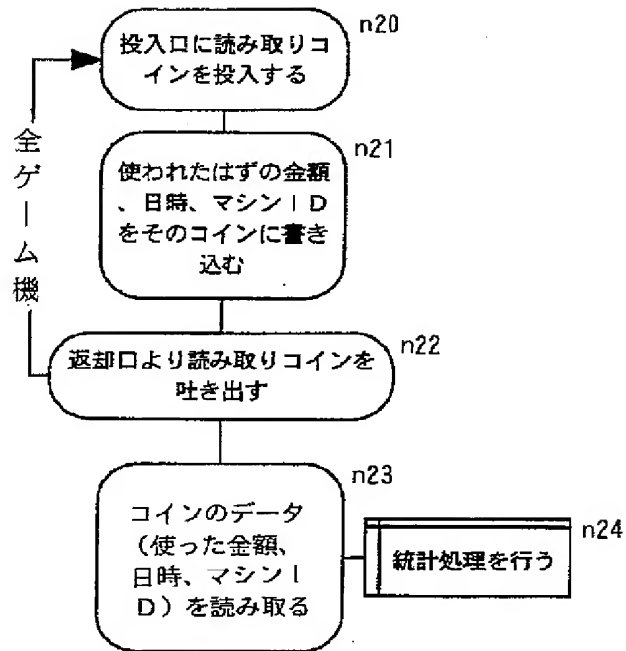 n20
投入口に読み取りコ
インを投入する
全ゲーム機
n21
使われたはずの金額
、日時、マシンID
をそのコインに書き
込む
n22
返却口より読み取りコインを
吐き出す
n23
コインのデータ
(使った金額、
日時、マシンI
D)を読み取る
n24
統計処理を行う